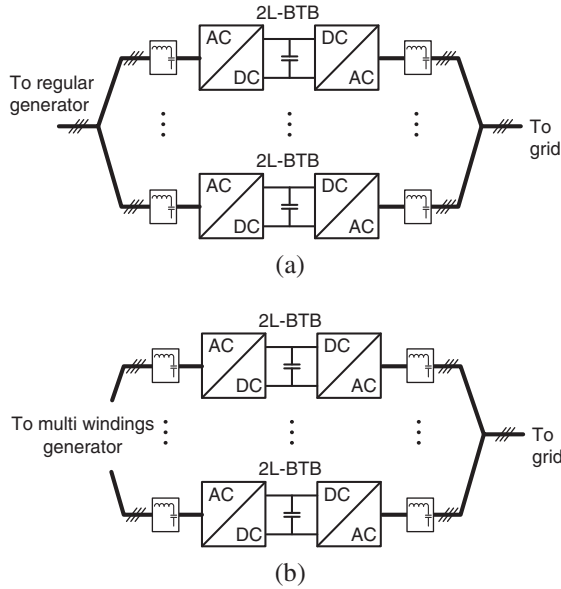 2L-BTB
AC
DC
DC
AC
To regular
generator
To
grid
2L-BTB
AC
DC
DC
AC
(a)
2L-BTB
AC
DC
DC
AC
To multi windings
generator
To
grid
2L-BTB
AC
DC
DC
AC
(b)